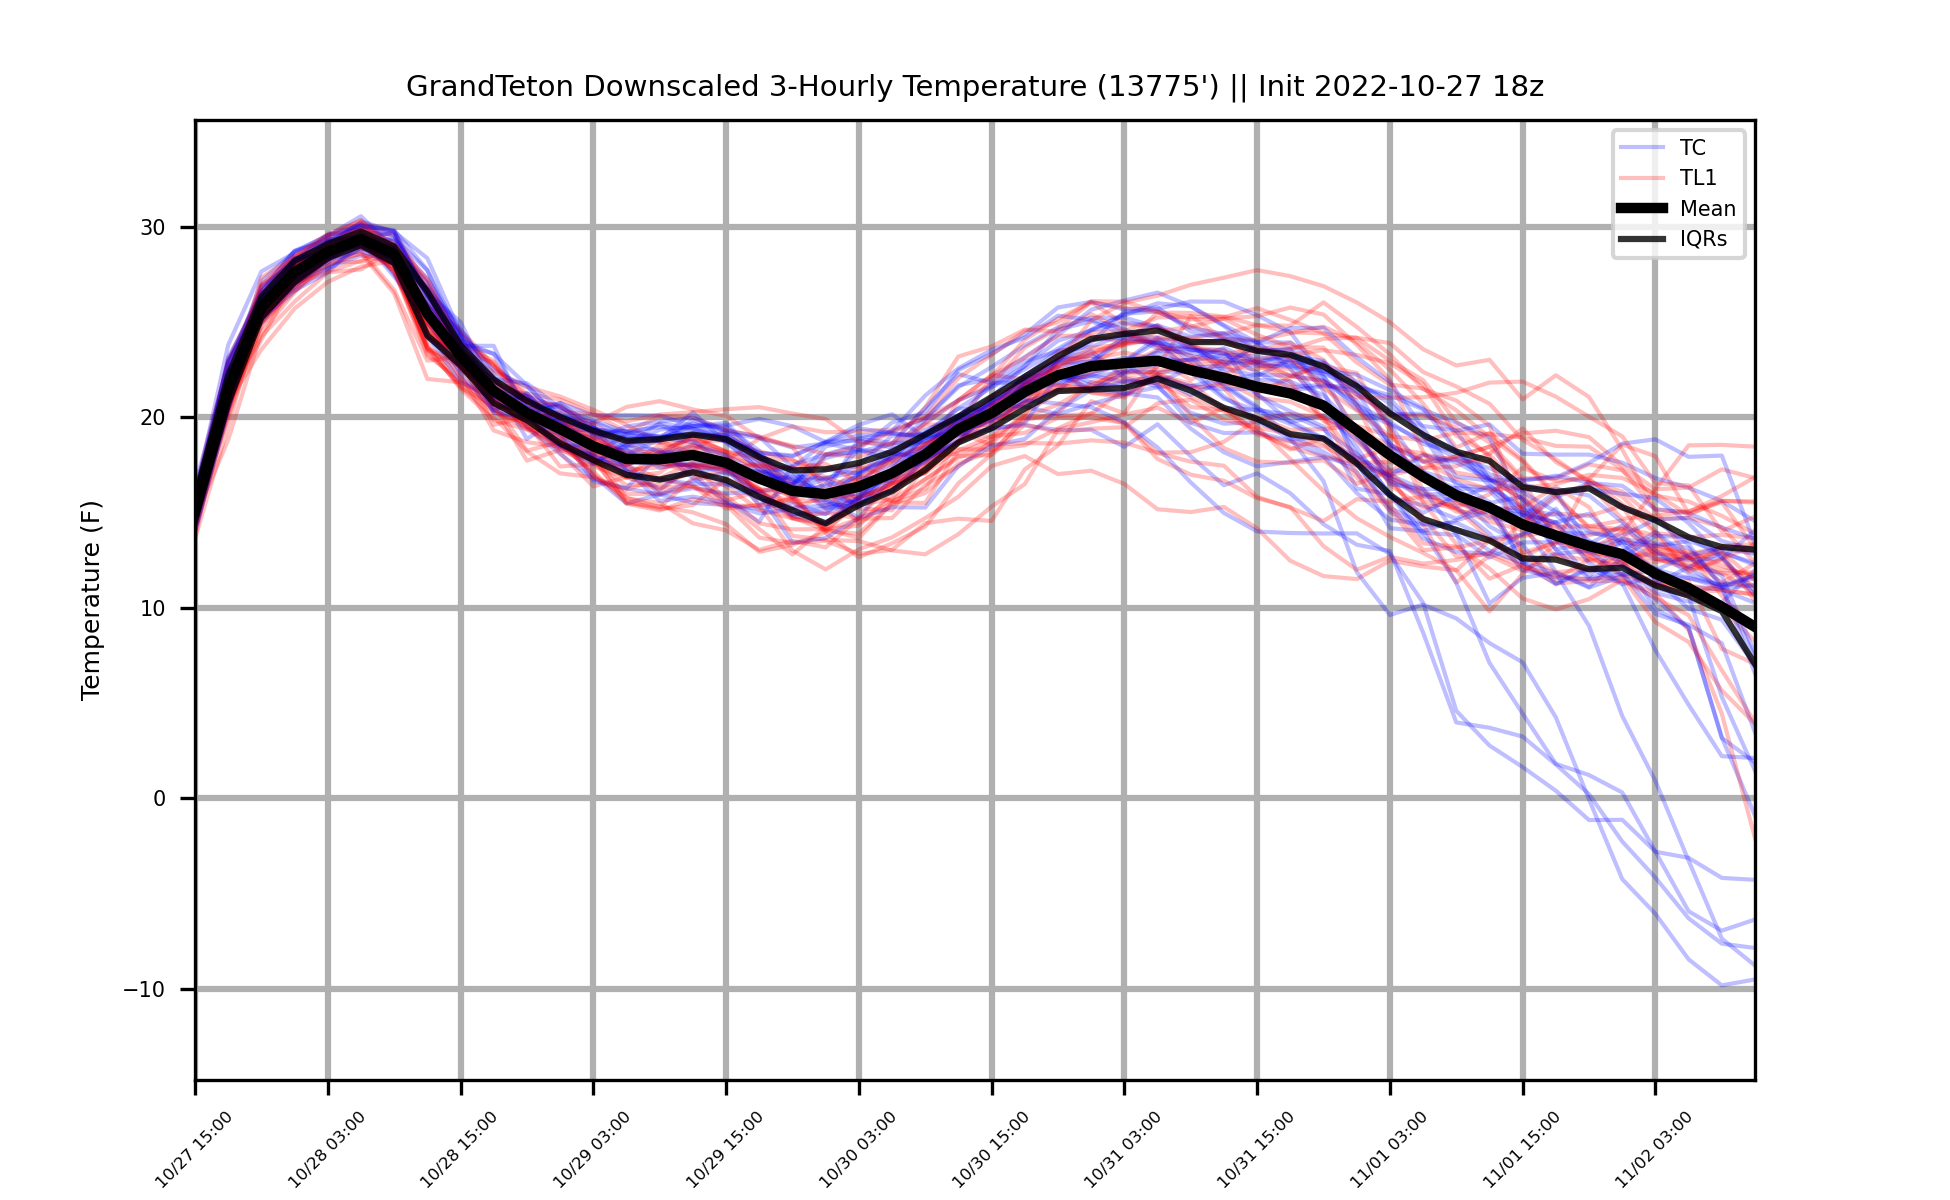 GrandTeton Downscaled 3-Hourly Temperature (13775') || Init 2022-10-27 18z
TC
TL1
Mean
IQRs
Temperature (F)
30
20
10
0
−10
10/27 15:00
10/28 03:00
10/28 15:00
10/29 03:00
10/29 15:00
10/30 03:00
10/30 15:00
10/31 03:00
10/31 15:00
11/01 03:00
11/01 15:00
11/02 03:00